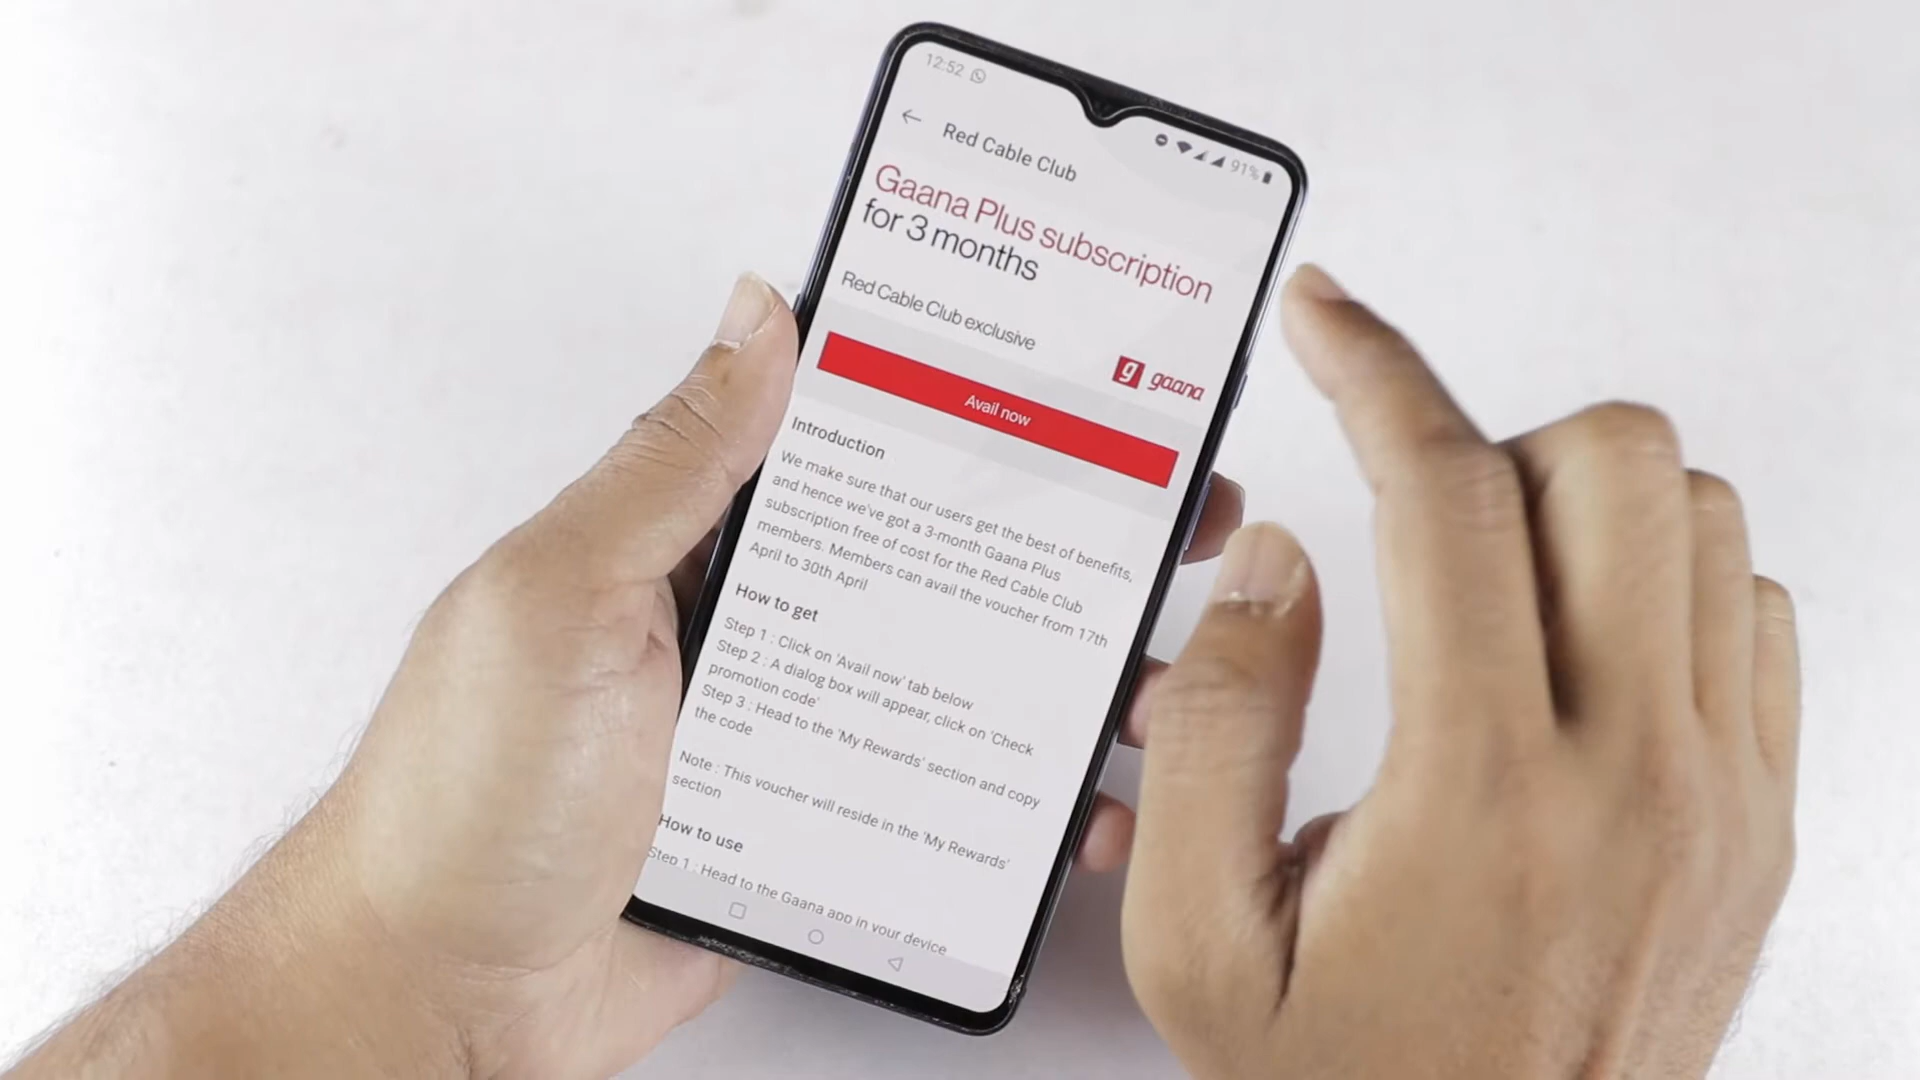 12:52
91%
Red Cable Club
Gaana Plus subscription
for 3 months
Red Cable Club exclusive
g gaana
Avail now
Introduction
We make sure that our users get the best of benefits,
and hence we've got a 3-month Gaana Plus
subscription free of cost for the Red Cable Club
members. Members can avail the voucher from 17th
April to 30th April
How to get
Step 1 : Click on 'Avail now' tab below
Step 2 : A dialog box will appear, click on 'Check
promotion code'
Step 3 : Head to the 'My Rewards' section and copy
the code
Note : This voucher will reside in the 'My Rewards'
section
How to use
Step 1 : Head to the Gaana app in your device